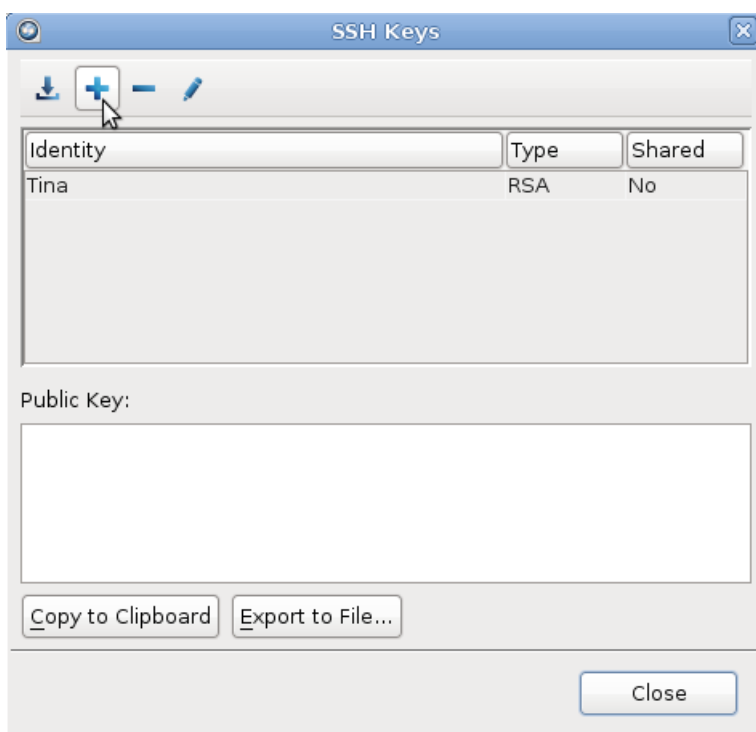 SSH Keys
Identity Type Shared
Tina RSA No
Public Key:
Copy to Clipboard Export to File...
Close